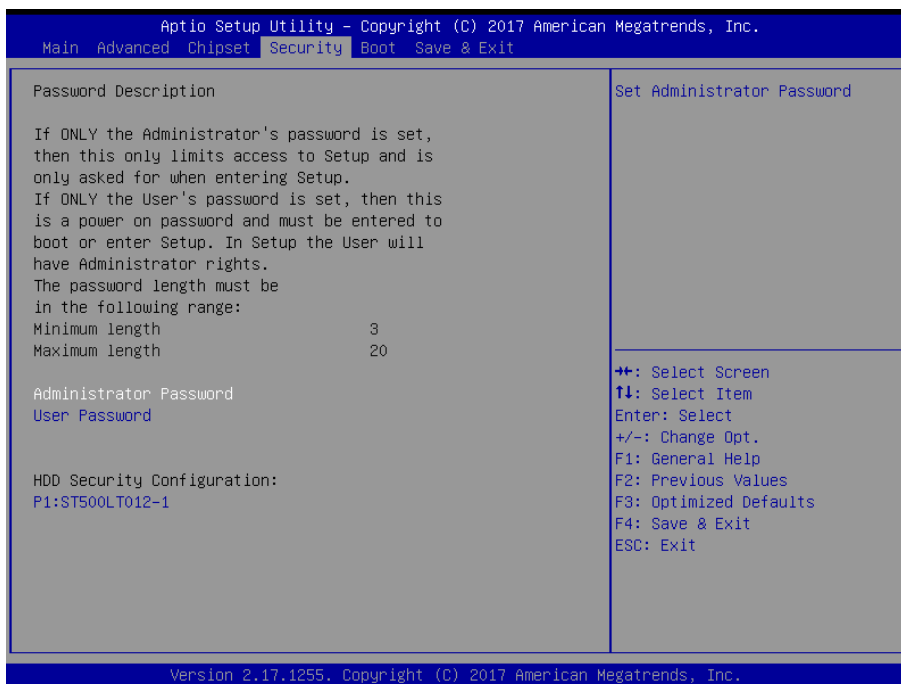 Aptio Setup Utility – Copyright (C) 2017 American Megatrends, Inc.
Main Advanced Chipset Security Boot Save & Exit
Password Description
If ONLY the Administrator's password is set,
then this only limits access to Setup and is
only asked for when entering Setup.
If ONLY the User's password is set, then this
is a power on password and must be entered to
boot or enter Setup. In Setup the User will
have Administrator rights.
The password length must be
in the following range:
Minimum length 3
Maximum length 20
Administrator Password
User Password
HDD Security Configuration:
P1:ST500LT012-1
Set Administrator Password
→←: Select Screen
↑↓: Select Item
Enter: Select
+/-: Change Opt.
F1: General Help
F2: Previous Values
F3: Optimized Defaults
F4: Save & Exit
ESC: Exit
Version 2.17.1255. Copyright (C) 2017 American Megatrends, Inc.